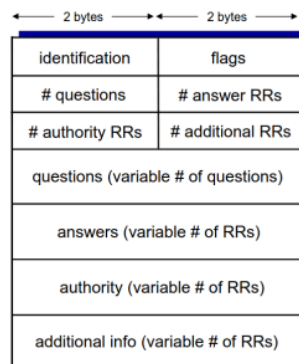 2 bytes 2 bytes
identification flags
# questions # answer RRs
# authority RRs # additional RRs
questions (variable # of questions)
answers (variable # of RRs)
authority (variable # of RRs)
additional info (variable # of RRs)